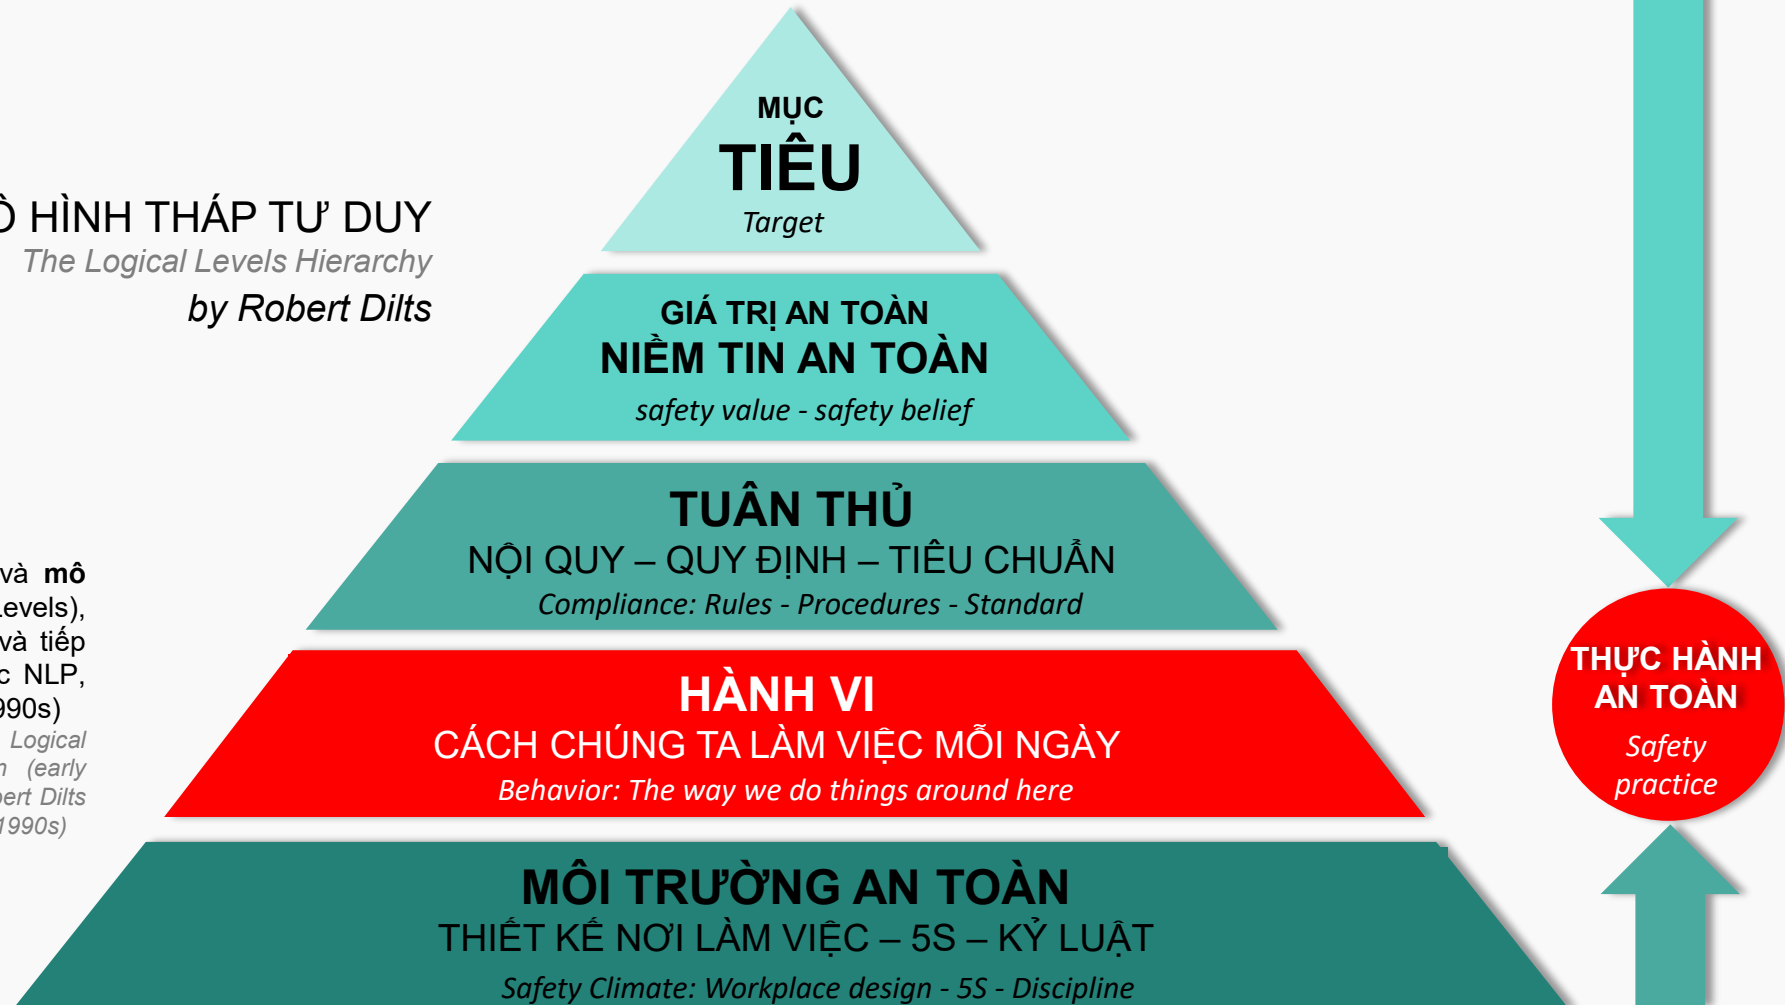 MỤC
TIÊU
Target
Ô HÌNH THÁP TƯ DUY
The Logical Levels Hierarchy
by Robert Dilts
GIÁ TRỊ AN TOÀN
NIỀM TIN AN TOÀN
safety value - safety belief
TUÂN THỦ
NỘI QUY – QUY ĐỊNH – TIÊU CHUẨN
Compliance: Rules - Procedures - Standard
và mô
Levels),
và tiếp
NLP,
990s)
Logical
(early
Dilts
1990s)
HÀNH VI
CÁCH CHÚNG TA LÀM VIỆC MỖI NGÀY
Behavior: The way we do things around here
THỰC HÀNH
AN TOÀN
Safety
practice
MÔI TRƯỜNG AN TOÀN
THIẾT KẾ NƠI LÀM VIỆC – 5S – KỶ LUẬT
Safety Climate: Workplace design - 5S - Discipline